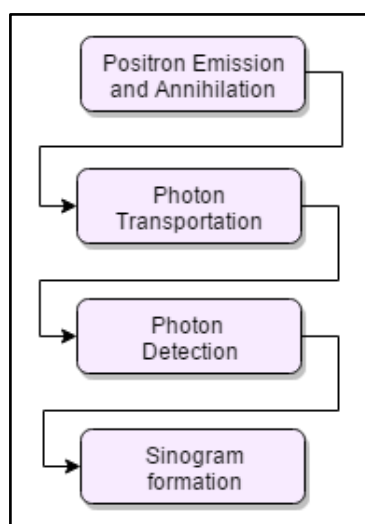 Positron Emission
and Annihilation
Photon
Transportation
Photon
Detection
Sinogram
formation